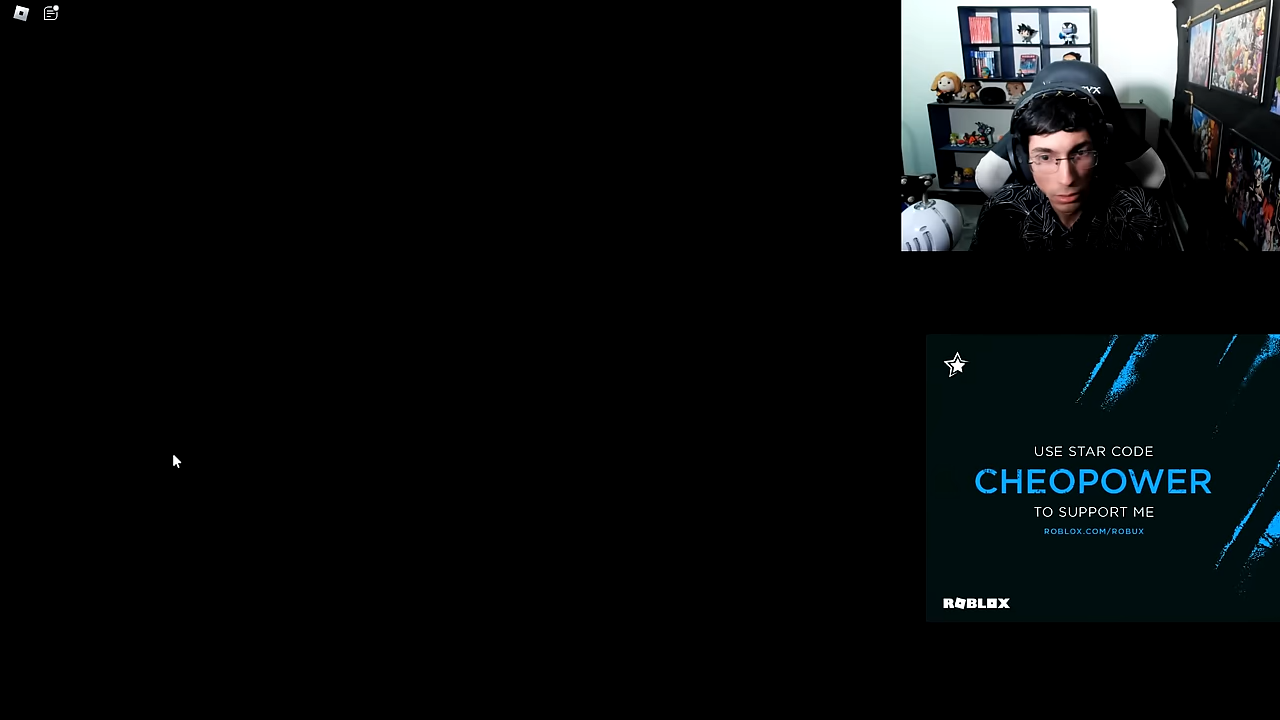 USE STAR CODE
CHEOPOWER
TO SUPPORT ME
ROBLOX.COM/ROBUX
ROBLOX